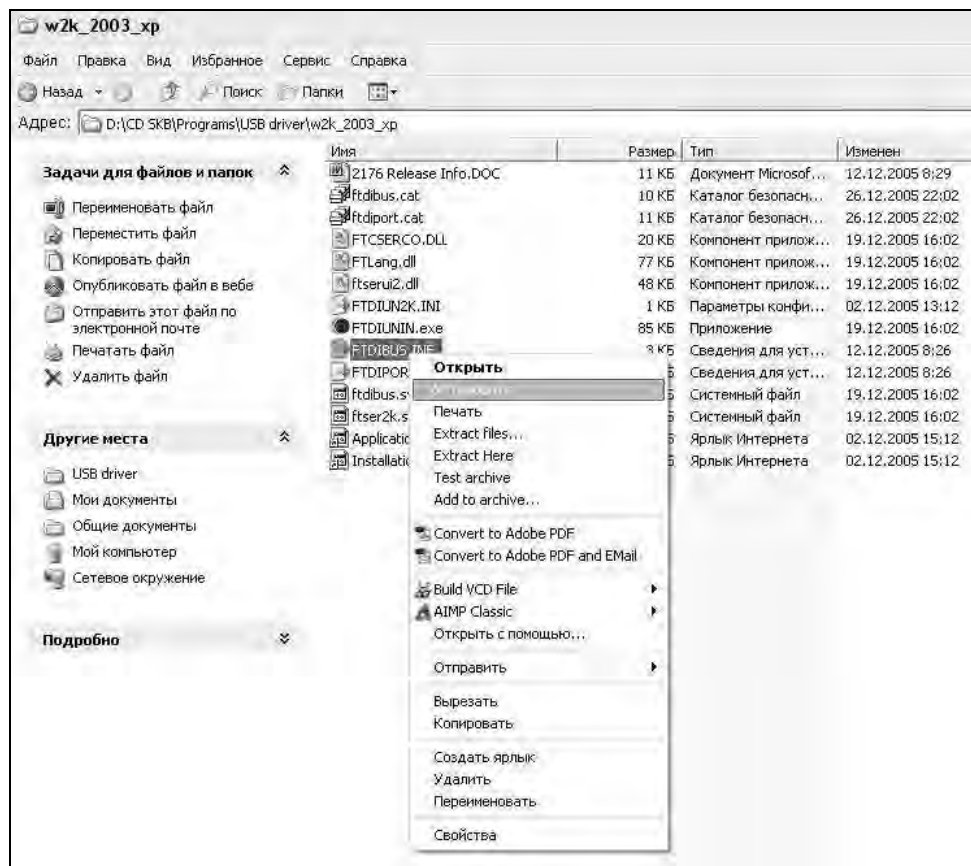 w2k_2003_xp
Файл Правка Вид Избранное Сервис Справка
Назад Поиск Папки
Адрес: D:\CD SKB\Programs\USB driver\w2k_2003_xp
Задачи для файлов и папок
Переименовать файл
Переместить файл
Копировать файл
Опубликовать файл в вебе
Отправить этот файл по
электронной почте
Печатать файл
Удалить файл
Другие места
USB driver
Мои документы
Общие документы
Мой компьютер
Сетевое окружение
Подробно
Имя Размер Тип Изменен
2176 Release Info.DOC 11 КБ Документ Microsof... 12.12.2005 8:29
ftdibus.cat 10 КБ Каталог безопасн... 26.12.2005 22:02
ftdiport.cat 11 КБ Каталог безопасн... 26.12.2005 22:02
FTCSERCO.DLL 20 КБ Компонент прилож... 19.12.2005 16:02
FTLang.dll 77 КБ Компонент прилож... 19.12.2005 16:02
ftserui2.dll 48 КБ Компонент прилож... 19.12.2005 16:02
FTDIUN2K.INI 1 КБ Параметры конфи... 02.12.2005 13:12
FTDIUNIN.exe 85 КБ Приложение 19.12.2005 16:02
FTDIBUS.INF 3 КБ Сведения для уст... 12.12.2005 8:26
FTDIPOR Сведения для уст... 12.12.2005 8:26
ftdibus.sy Системный файл 19.12.2005 16:02
ftser2k.s Системный файл 19.12.2005 16:02
Applicatio Ярлык Интернета 02.12.2005 15:12
Installatio Ярлык Интернета 02.12.2005 15:12
Открыть
Печать
Extract files...
Extract Here
Test archive
Add to archive...
Convert to Adobe PDF
Convert to Adobe PDF and EMail
Build VCD File
AIMP Classic
Открыть с помощью...
Отправить
Вырезать
Копировать
Создать ярлык
Удалить
Переименовать
Свойства